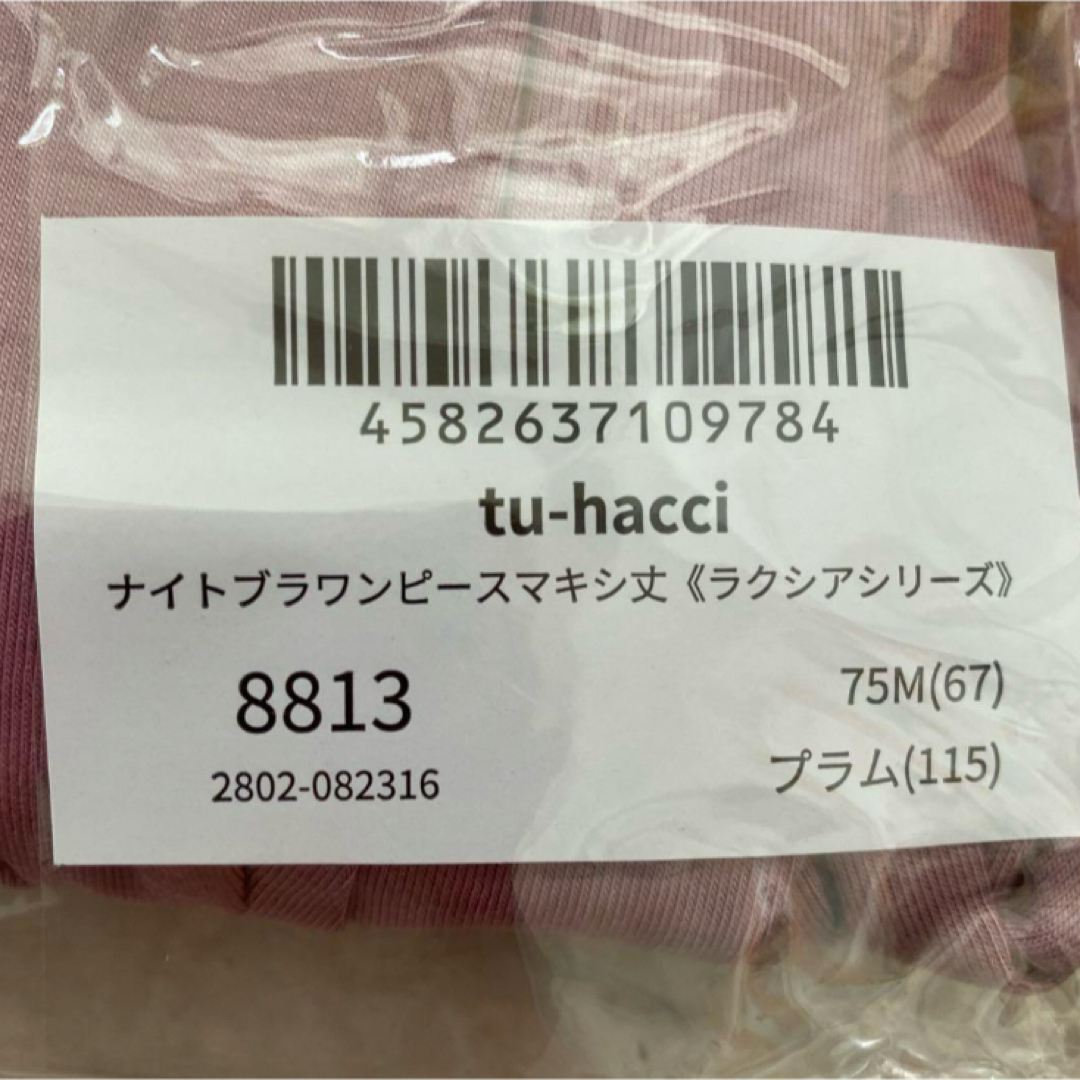 4582637109784
tu-hacci
ナイトブラワンピースマキシ丈《ラクシアシリーズ》
8813
75M(67)
2802-082316
プラム(115)